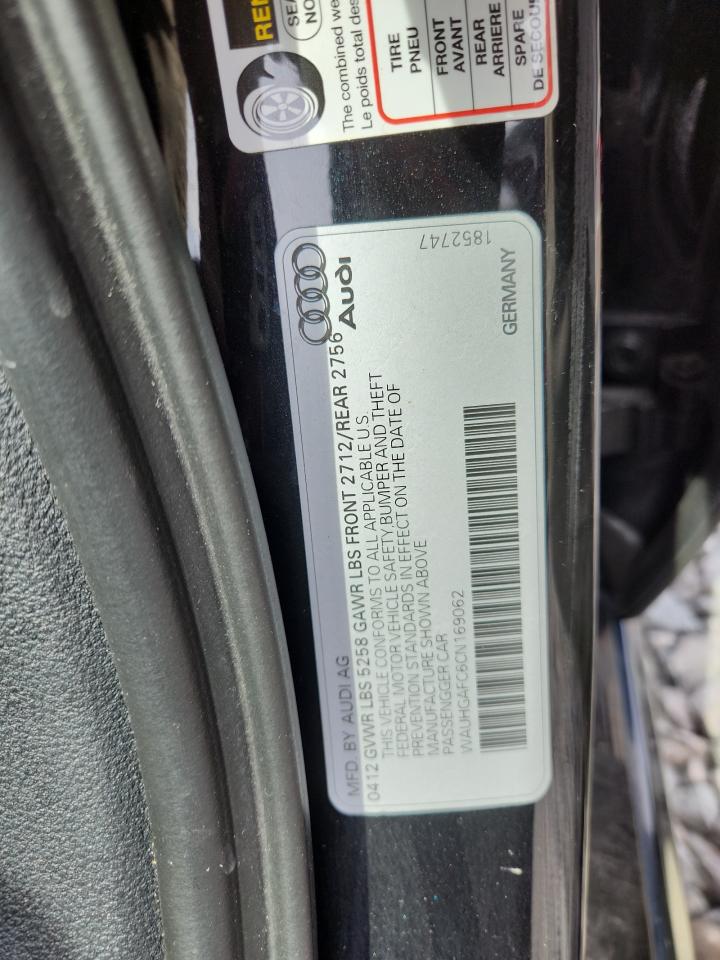 MFD. BY AUDI AG
0412 GVWR LBS 5258 GAWR LBS FRONT 2712/REAR 2756
THIS VEHICLE CONFORMS TO ALL APPLICABLE U.S.
FEDERAL MOTOR VEHICLE SAFETY, BUMPER AND THEFT
PREVENTION STANDARDS IN EFFECT ON THE DATE OF
MANUFACTURE SHOWN ABOVE
PASSENGER CAR
WAUHGAFC6CN169062
Audi
GERMANY
1852747
The combined we
Le poids total des
TIRE
PNEU
FRONT
AVANT
REAR
ARRIERE
SPARE
DE SECOU